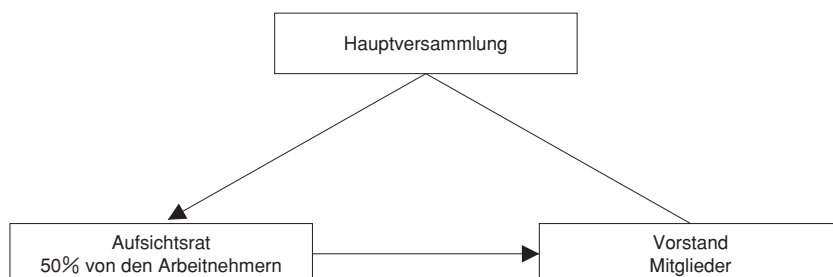 Hauptversammlung
Aufsichtsrat
50% von den Arbeitnehmern
Vorstand
Mitglieder